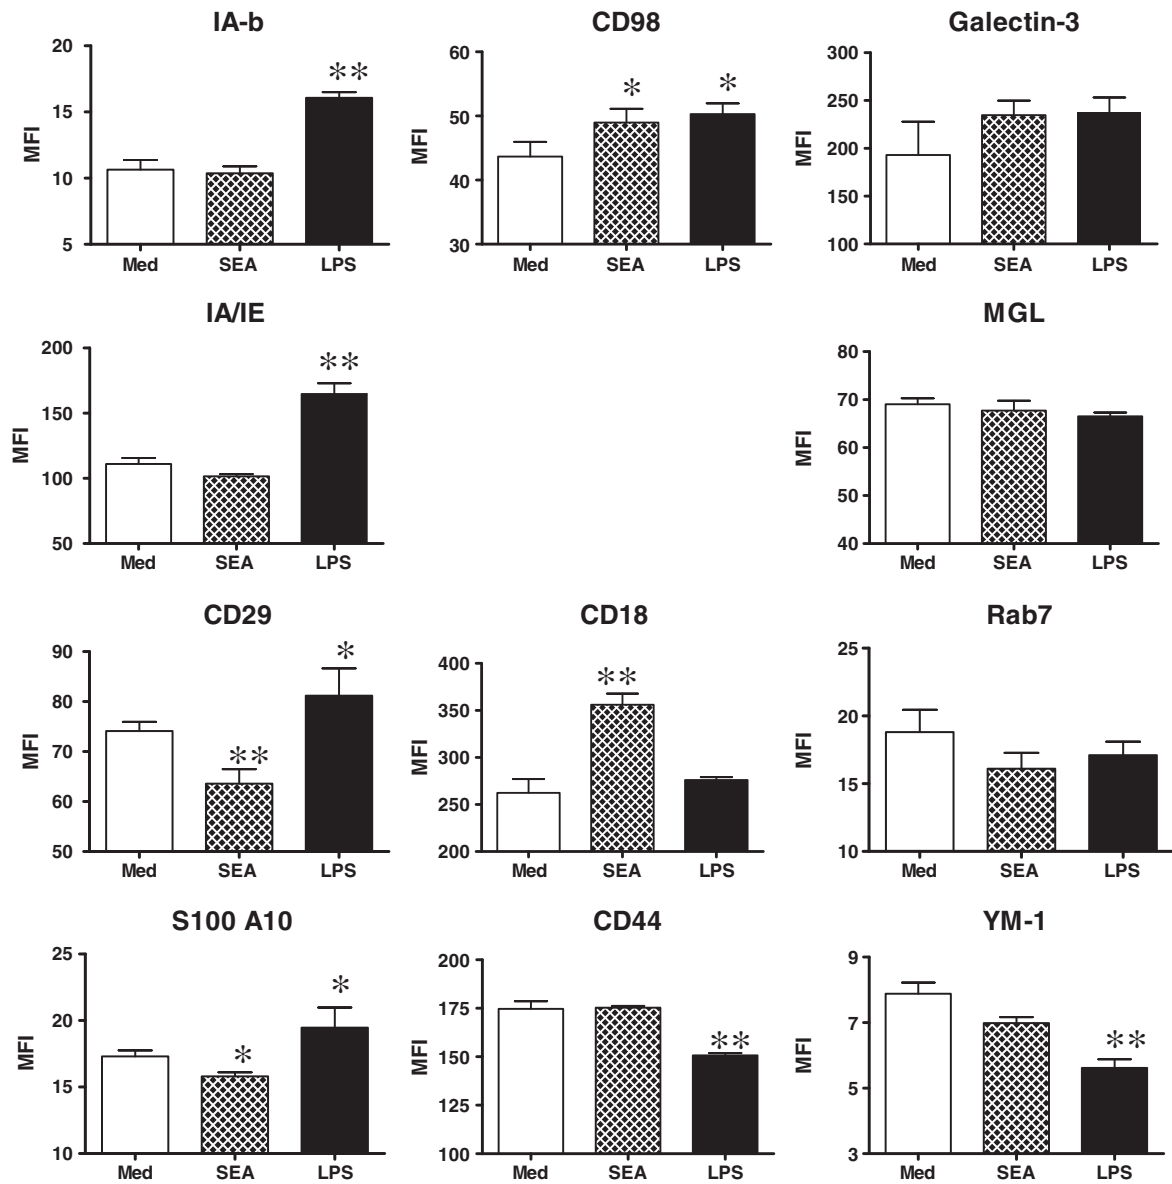 IA-b
20
15
10
5
MFI
**
Med SEA LPS
CD98
60
50
40
30
MFI
* *
Med SEA LPS
Galectin-3
300
250
200
150
100
MFI
Med SEA LPS
IA/IE
200
150
100
50
MFI
**
Med SEA LPS
MGL
80
70
60
50
40
MFI
Med SEA LPS
CD29
90
80
70
60
50
MFI
** *
Med SEA LPS
CD18
400
350
300
250
200
MFI
**
Med SEA LPS
Rab7
25
20
15
10
MFI
Med SEA LPS
S100 A10
25
20
15
10
MFI
* *
Med SEA LPS
CD44
200
175
150
125
100
MFI
**
Med SEA LPS
YM-1
9
7
5
3
MFI
**
Med SEA LPS